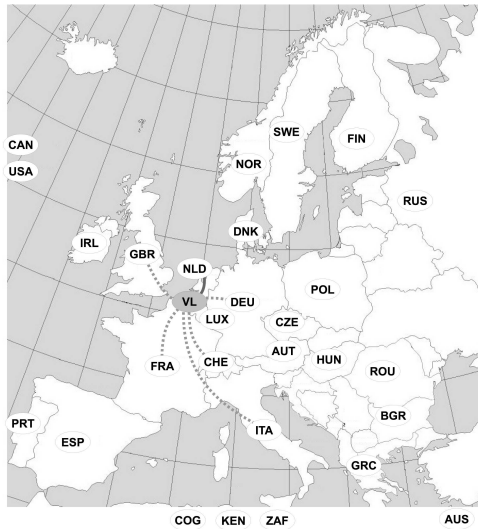 SWE
FIN
CAN
NOR
USA
RUS
DNK
IRL
GBR
NLD
POL
VL
DEU
LUX
CZE
AUT
CHE
HUN
FRA
ROU
BGR
PRT
ITA
ESP
GRC
COG KEN ZAF AUS